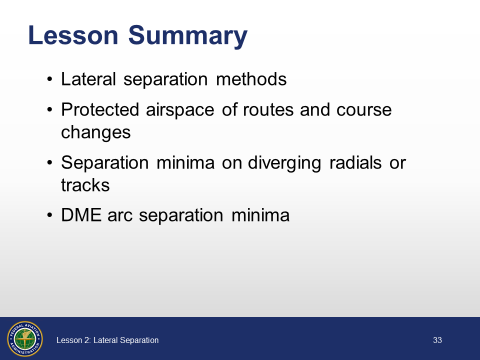 Lesson Summary
• Lateral separation methods
• Protected airspace of routes and course
changes
• Separation minima on diverging radials or
tracks
• DME arc separation minima
Lesson 2: Lateral Separation
33